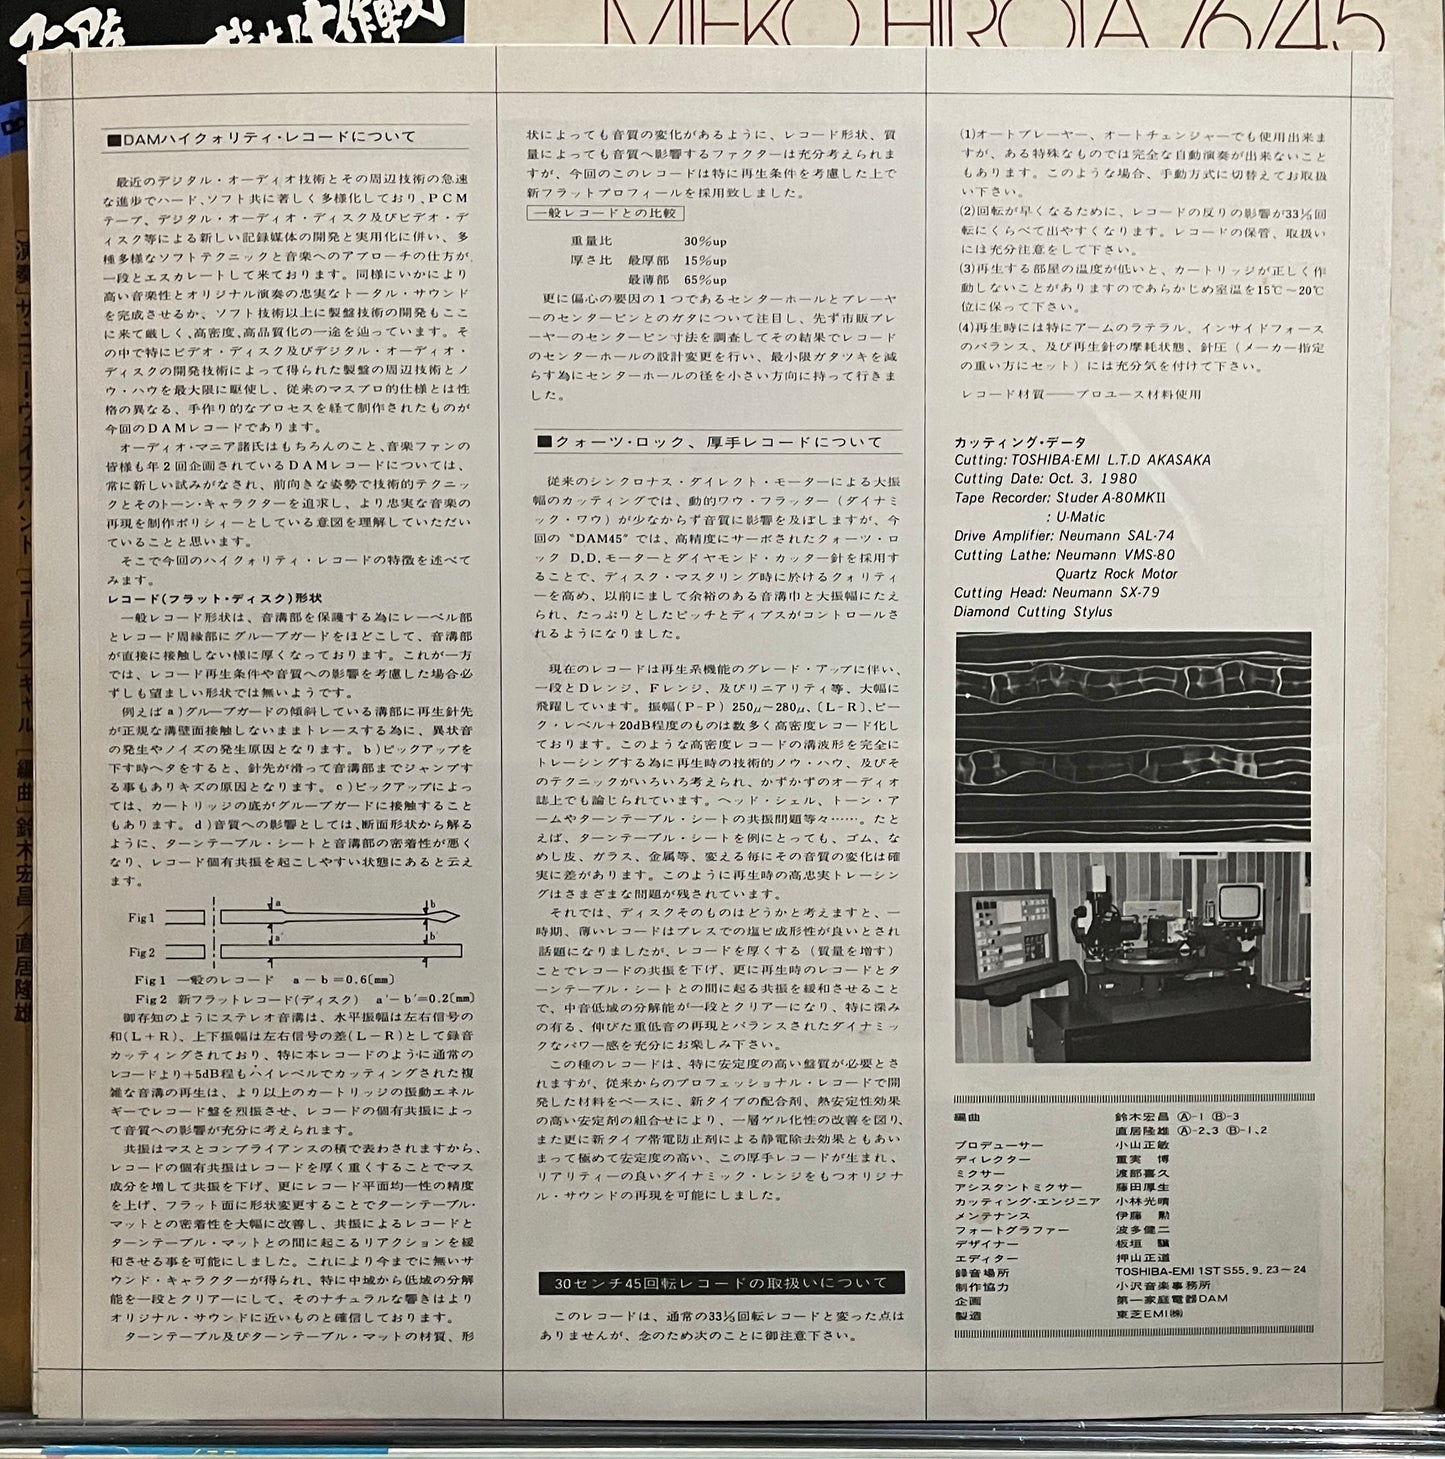 MIEKO HIROTA 76/45
■DAMハイクォリティ・レコードについて
最近のデジタル・オーディオ技術とその周辺技術の急速
な進歩でハード、ソフト共に著しく多様化しており、PCM
テープ、デジタル・オーディオ・ディスク及びビデオ・デ
ィスク等による新しい記録媒体の開発と実用化に併い、多
種多様なソフトテクニックと音楽へのアプローチの仕方が、
一段とエスカレートして来ております。同様にいかにより
高い音楽性とオリジナル演奏の忠実なトータル・サウンド
を完成させるか、ソフト技術以上に製盤技術の開発もここ
に来て厳しく、高密度、高品質化の一途を辿っています。そ
の中で特にビデオ・ディスク及びデジタル・オーディオ・
ディスクの開発技術によって得られた製盤の周辺技術とノ
ウ・ハウを最大限に駆使し、従来のマスプロ的仕様とは性
格の異なる、手作り的なプロセスを経て制作されたものが
今回のDAMレコードであります。
オーディオ・マニア諸氏はもちろんのこと、音楽ファンの
皆様も年2回企画されているDAMレコードについては、
常に新しい試みがなされ、前向きな姿勢で技術的テクニッ
クとそのトーン・キャラクターを追求し、より忠実な音楽の
再現を制作ポリシィーとしている意図を理解していただい
ていることと思います。
そこで今回のハイクォリティ・レコードの特徴を述べて
みます。
レコード(フラット・ディスク)形状
一般レコード形状は、音溝部を保護する為にレーベル部
とレコード周縁部にグルーブガードをほどこして、音溝部
が直接に接触しない様に厚くなっております。これが一方
では、レコード再生条件や音質への影響を考慮した場合必
ずしも望ましい形状では無いようです。
例えばa)グルーブガードの傾斜している溝部に再生針先
が正規な溝壁面接触しないままトレースする為に、異状音
の発生やノイズの発生原因となります。b)ピックアップを
下す時ヘタをすると、針先が滑って音溝部までジャンプす
る事もありキズの原因となります。c)ピックアップによっ
ては、カートリッジの底がグルーブガードに接触すること
もあります。d)音質への影響としては、断面形状から解る
ように、ターンテーブル・シートと音溝部の密着性が悪く
なり、レコード個有共振を起こしやすい状態にあると云え
ます。
Fig1 a b
Fig2 a' b'
Fig1 一般のレコード a-b=0.6〔mm〕
Fig2 新フラットレコード(ディスク) a'-b'=0.2〔mm〕
御存知のようにステレオ音溝は、水平振幅は左右信号の
和(L+R)、上下振幅は左右信号の差(L-R)として録音
カッティングされており、特に本レコードのように通常の
レコードより+5dB程もハイレベルでカッティングされた複
雑な音溝の再生は、より以上のカートリッジの振動エネル
ギーでレコード盤を烈振させ、レコードの個有共振によっ
て音質への影響が充分に考えられます。
共振はマスとコンプライアンスの積で表わされますから、
レコードの個有共振はレコードを厚く重くすることでマス
成分を増して共振を下げ、更にレコード平面均一性の精度
を上げ、フラット面に形状変更することでターンテーブル・
マットとの密着性を大幅に改善し、共振によるレコードと
ターンテーブル・マットとの間に起こるリアクションを緩
和させる事を可能にしました。これにより今までに無いサ
ウンド・キャラクターが得られ、特に中域から低域の分解
能を一段とクリアーにして、そのナチュラルな響きはより
オリジナル・サウンドに近いものと確信しております。
ターンテーブル及びターンテーブル・マットの材質、形
状によっても音質の変化があるように、レコード形状、質
量によっても音質へ影響するファクターは充分考えられま
すが、今回のこのレコードは特に再生条件を考慮した上で
新フラットプロフィールを採用致しました。
一般レコードとの比較
重量比 30%up
厚さ比 最厚部 15%up
最薄部 65%up
更に偏心の要因の1つであるセンターホールとプレーヤ
ーのセンターピンとのガタについて注目し、先ず市販プレ
ーヤーのセンターピン寸法を調査してその結果でレコード
のセンターホールの設計変更を行い、最小限ガタツキを減
らす為にセンターホールの径を小さい方向に持って行きま
した。
■クォーツ・ロック、厚手レコードについて
従来のシンクロナス・ダイレクト・モーターによる大振
幅のカッティングでは、動的ワウ・フラッター(ダイナミ
ック・ワウ)が少なからず音質に影響を及ぼしますが、今
回の〝DAM45〟では、高精度にサーボされたクォーツ・ロ
ック D.D.モーターとダイヤモンド・カッター針を採用す
ることで、ディスク・マスタリング時に於けるクォリティ
ーを高め、以前にまして余裕のある音溝巾と大振幅にたえ
られ、たっぷりとしたピッチとディプスがコントロールさ
れるようになりました。
現在のレコードは再生系機能のグレード・アップに伴い、
一段とDレンジ、Fレンジ、及びリニアリティ等、大幅に
飛躍しています。振幅(P-P) 250μ〜280μ、〔L-R〕、ピー
ク・レベル+20dB程度のものは数多く高密度レコード化し
ております。このような高密度レコードの溝波形を完全に
トレーシングする為に再生時の技術的ノウ・ハウ、及びそ
のテクニックがいろいろ考えられ、かずかずのオーディオ
誌上でも論じられています。ヘッド・シェル、トーン・ア
ームやターンテーブル・シートの共振問題等々……。たと
えば、ターンテーブル・シートを例にとっても、ゴム、な
めし皮、ガラス、金属等、変える毎にその音質の変化は確
実に差があります。このように再生時の高忠実トレーシン
グはさまざまな問題が残されています。
それでは、ディスクそのものはどうかと考えますと、一
時期、薄いレコードはプレスでの塩ビ成形性が良いとされ
話題になりましたが、レコードを厚くする(質量を増す)
ことでレコードの共振を下げ、更に再生時のレコードとタ
ーンテーブル・シートとの間に起る共振を緩和させること
で、中音低域の分解能が一段とクリアーになり、特に深み
の有る、伸びた重低音の再現とバランスされたダイナミッ
クなパワー感を充分にお楽しみ下さい。
この種のレコードは、特に安定度の高い盤質が必要とさ
れますが、従来からのプロフェッショナル・レコードで開
発した材料をベースに、新タイプの配合剤、熱安定性効果
の高い安定剤の組合せにより、一層ゲル化性の改善を図り、
また更に新タイプ帯電防止剤による静電除去効果ともあい
まって極めて安定度の高い、この厚手レコードが生まれ、
リアリティーの良いダイナミック・レンジをもつオリジナ
ル・サウンドの再現を可能にしました。
30センチ45回転レコードの取扱いについて
このレコードは、通常の33⅓回転レコードと変った点は
ありませんが、念のため次のことに御注意下さい。
(1)オートプレーヤー、オートチェンジャーでも使用出来ま
すが、ある特殊なものでは完全な自動演奏が出来ないこと
もあります。このような場合、手動方式に切替えてお取扱
い下さい。
(2)回転が早くなるために、レコードの反りの影響が33⅓回
転にくらべて出やすくなります。レコードの保管、取扱い
には充分注意をして下さい。
(3)再生する部屋の温度が低いと、カートリッジが正しく作
動しないことがありますのであらかじめ室温を15℃〜20℃
位に保って下さい。
(4)再生時には特にアームのラテラル、インサイドフォース
のバランス、及び再生針の摩耗状態、針圧(メーカー指定
の重い方にセット)には充分気を付けて下さい。
レコード材質——プロユース材料使用
カッティング・データ
Cutting: TOSHIBA-EMI L.T.D AKASAKA
Cutting Date: Oct. 3. 1980
Tape Recorder: Studer A-80MKII
: U-Matic
Drive Amplifier: Neumann SAL-74
Cutting Lathe: Neumann VMS-80
Quartz Rock Motor
Cutting Head: Neumann SX-79
Diamond Cutting Stylus
編曲 鈴木宏昌 Ⓐ-1 Ⓑ-3
直居隆雄 Ⓐ-2、3 Ⓑ-1、2
プロデューサー 小山正敏
ディレクター 重実 博
ミクサー 渡部喜久
アシスタントミクサー 藤田厚生
カッティング・エンジニア 小林光晴
メンテナンス 伊藤 勲
フォートグラファー 波多健二
デザイナー 板垣
エディター 押山正道
録音場所 TOSHIBA-EMI 1ST S55.9.23〜24
制作協力 小沢音楽事務所
企画 第一家庭電器DAM
製造 東芝EMI㈱